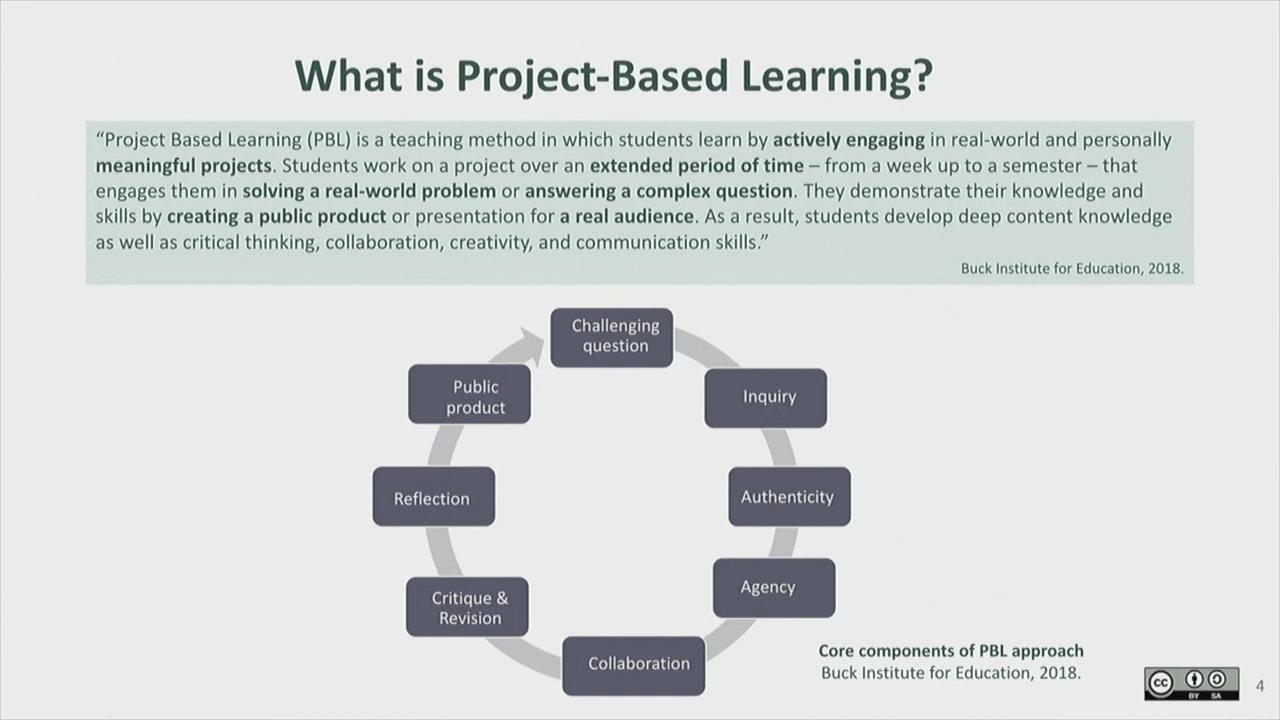 What is Project-Based Learning?
“Project Based Learning (PBL) is a teaching method in which students learn by actively engaging in real-world and personally
meaningful projects. Students work on a project over an extended period of time – from a week up to a semester – that
engages them in solving a real-world problem or answering a complex question. They demonstrate their knowledge and
skills by creating a public product or presentation for a real audience. As a result, students develop deep content knowledge
as well as critical thinking, collaboration, creativity, and communication skills.”
Buck Institute for Education, 2018.
Challenging
question
Inquiry
Authenticity
Agency
Collaboration
Critique &
Revision
Reflection
Public
product
Core components of PBL approach
Buck Institute for Education, 2018.
CC
BY SA
4